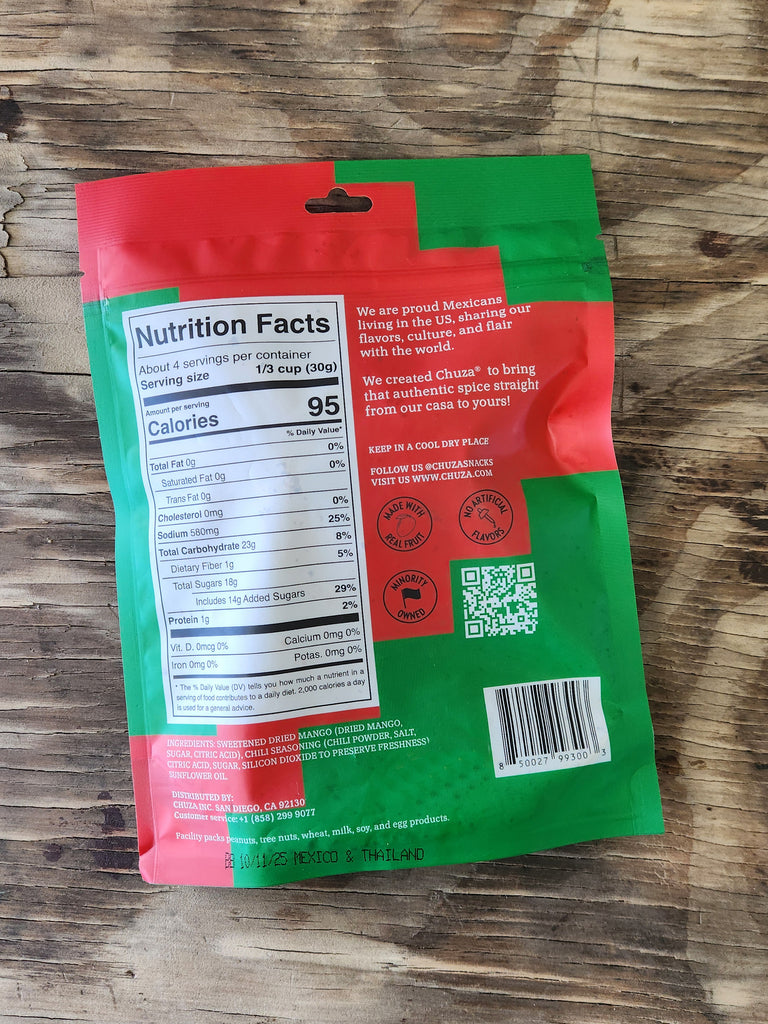 Nutrition Facts
About 4 servings per container
Serving size 1/3 cup (30g)
Amount per serving
Calories 95
% Daily Value*
Total Fat 0g 0%
Saturated Fat 0g 0%
Trans Fat 0g
Cholesterol 0mg 0%
Sodium 580mg 25%
Total Carbohydrate 23g 8%
Dietary Fiber 1g 5%
Total Sugars 18g
Includes 14g Added Sugars 29%
Protein 1g 2%
Vit. D. 0mcg 0% Calcium 0mg 0%
Iron 0mg 0% Potas. 0mg 0%
* The % Daily Value (DV) tells you how much a nutrient in a
serving of food contributes to a daily diet. 2,000 calories a day
is used for a general advice.
We are proud Mexicans
living in the US, sharing our
flavors, culture, and flair
with the world.
We created Chuza® to bring
that authentic spice straight
from our casa to yours!
KEEP IN A COOL DRY PLACE
FOLLOW US @CHUZASNACKS
VISIT US WWW.CHUZA.COM
MADE WITH
REAL FRUIT
NO ARTIFICIAL
FLAVORS
MINORITY
OWNED
8 50027 99300 3
INGREDIENTS: SWEETENED DRIED MANGO (DRIED MANGO,
SUGAR, CITRIC ACID), CHILI SEASONING (CHILI POWDER, SALT,
CITRIC ACID, SUGAR, SILICON DIOXIDE TO PRESERVE FRESHNESS)
SUNFLOWER OIL.
DISTRIBUTED BY:
CHUZA INC. SAN DIEGO, CA 92130
Customer service: +1 (858) 299 9077
Facility packs peanuts, tree nuts, wheat, milk, soy, and egg products.
BB 10/11/25 MEXICO & THAILAND